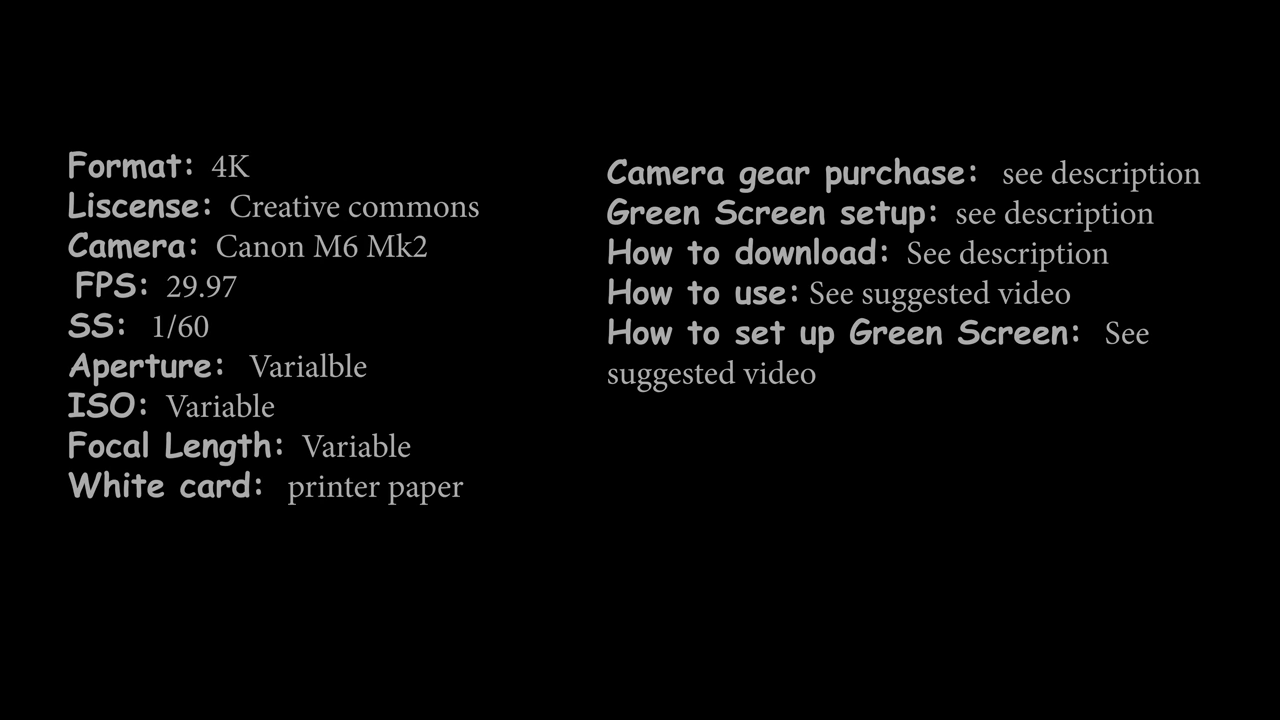 Format: 4K
Liscense: Creative commons
Camera: Canon M6 Mk2
FPS: 29.97
SS: 1/60
Aperture: Varialble
ISO: Variable
Focal Length: Variable
White card: printer paper
Camera gear purchase: see description
Green Screen setup: see description
How to download: See description
How to use: See suggested video
How to set up Green Screen: See
suggested video